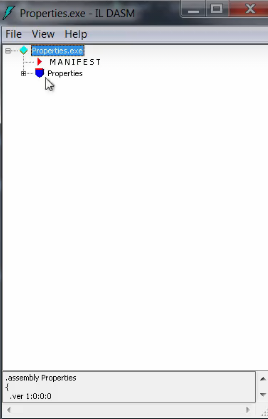 Properties.exe - IL DASM
File View Help
Properties.exe
MANIFEST
Properties
.assembly Properties
{
.ver 1:0:0:0